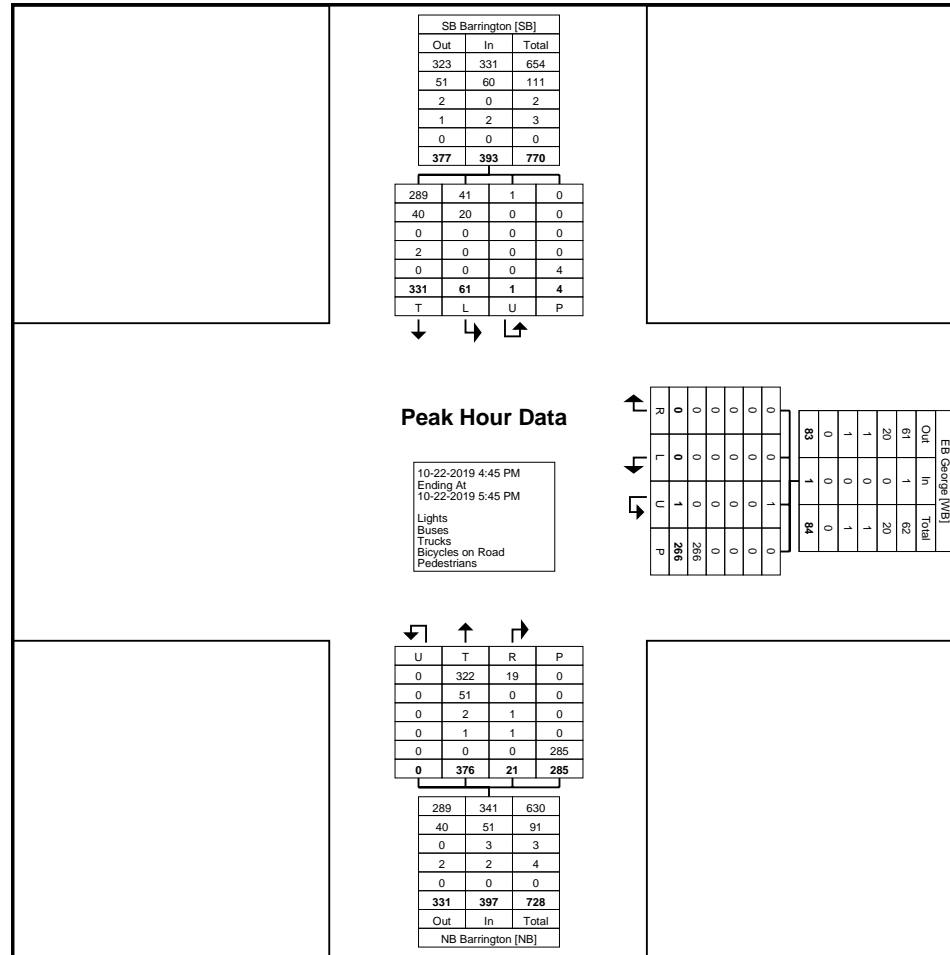 SB Barrington [SB]
Out In Total
323 331 654
51 60 111
2 0 2
1 2 3
0 0 0
377 393 770
289 41 1 0
40 20 0 0
0 0 0 0
2 0 0 0
0 0 0 4
331 61 1 4
T L U P
Peak Hour Data
10-22-2019 4:45 PM
Ending At
10-22-2019 5:45 PM
Lights
Buses
Trucks
Bicycles on Road
Pedestrians
EB George [WB]
Out In Total
61 1 62
20 0 20
1 0 1
1 0 1
0 0 0
83 1 84
0 0 1 0
0 0 0 0
0 0 0 0
0 0 0 0
0 0 0 266
0 0 1 266
R L U P
U T R P
0 322 19 0
0 51 0 0
0 2 1 0
0 1 1 0
0 0 0 285
0 376 21 285
289 341 630
40 51 91
0 3 3
2 2 4
0 0 0
331 397 728
Out In Total
NB Barrington [NB]